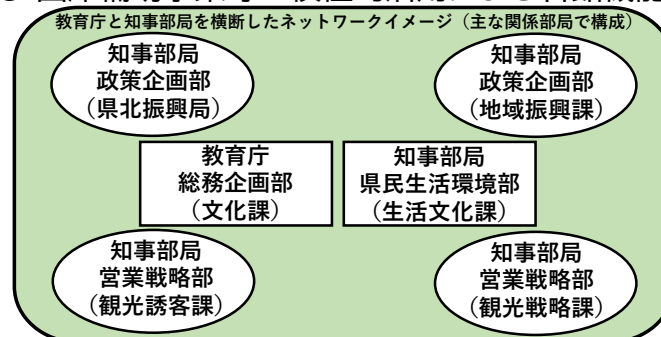 教育庁と知事部局を横断したネットワークイメージ（主な関係部局で構成）
知事部局
政策企画部
（県北振興局）
知事部局
政策企画部
（地域振興課）
教育庁
総務企画部
（文化課）
知事部局
県民生活環境部
（生活文化課）
知事部局
営業戦略部
（観光誘客課）
知事部局
営業戦略部
（観光戦略課）